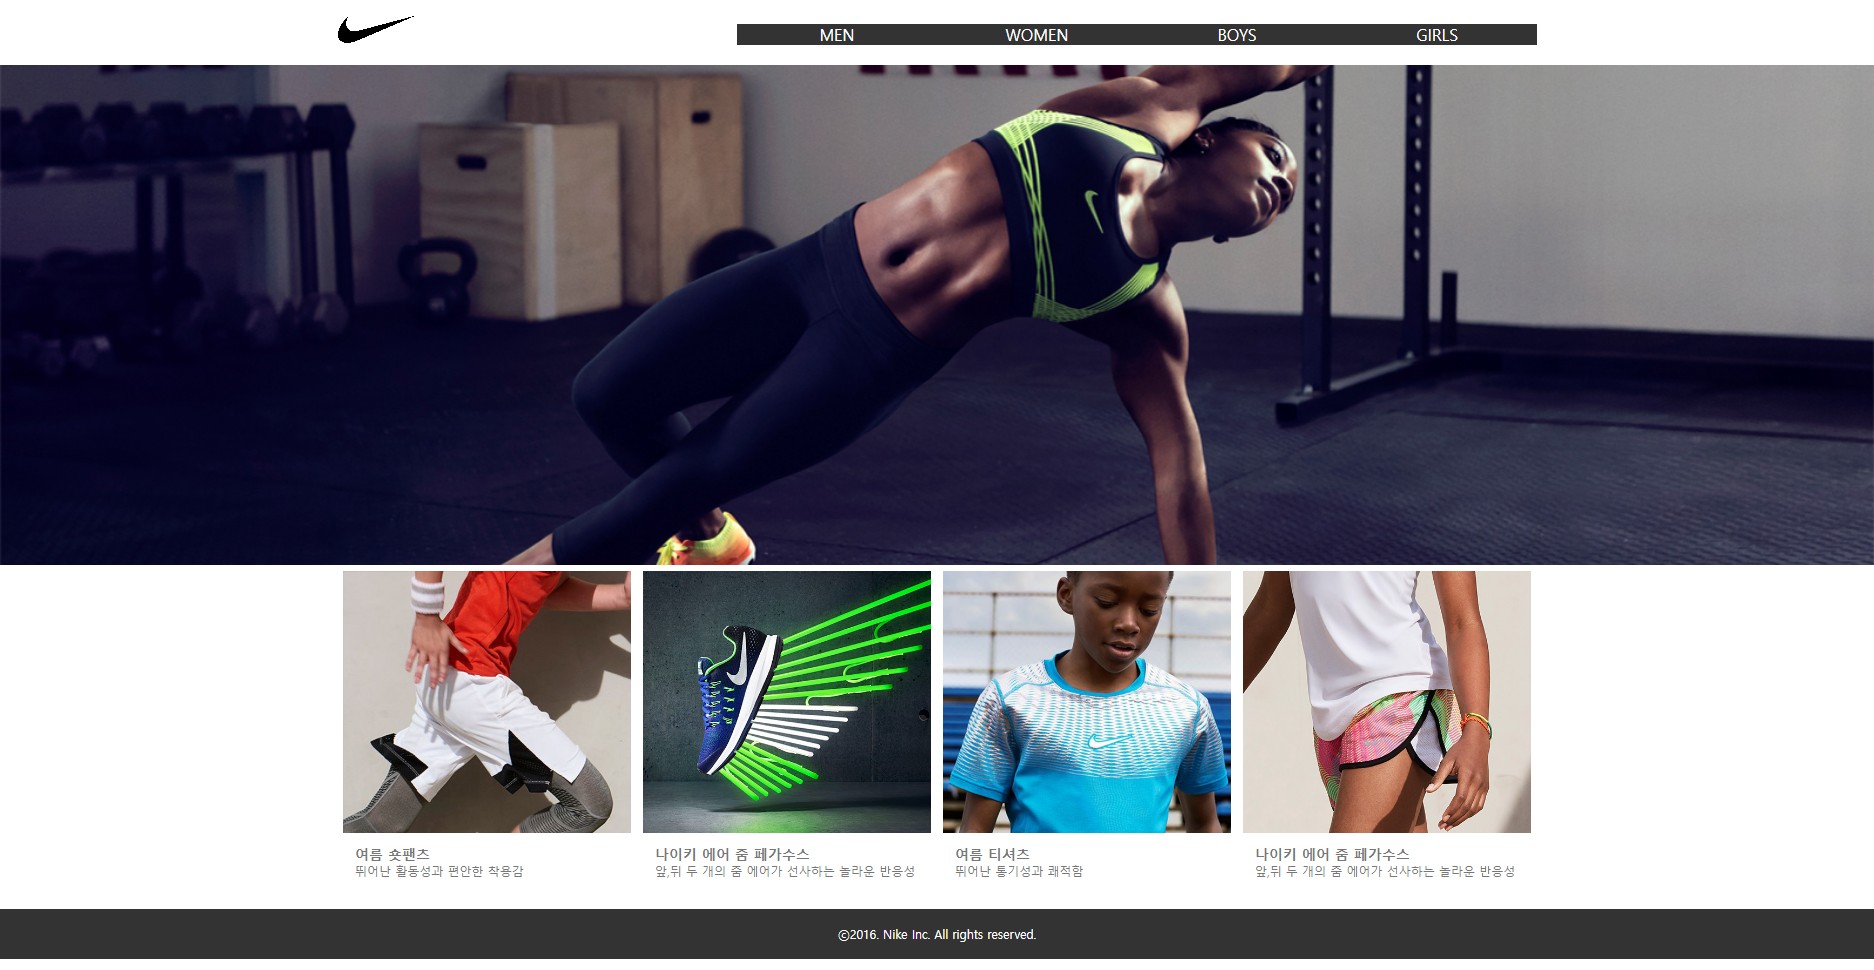 MEN WOMEN BOYS GIRLS
여름 숏팬츠
뛰어난 활동성과 편안한 착용감
나이키 에어 줌 페가수스
앞,뒤 두 개의 줌 에어가 선사하는 놀라운 반응성
여름 티셔츠
뛰어난 통기성과 쾌적함
나이키 에어 줌 페가수스
앞,뒤 두 개의 줌 에어가 선사하는 놀라운 반응성
©2016. Nike Inc. All rights reserved.